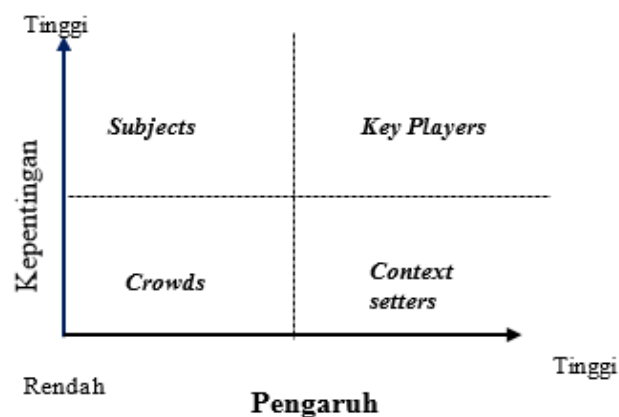 Tinggi
Subjects
Key Players
Kepentingan
Crowds
Context
setters
Tinggi
Rendah
Pengaruh